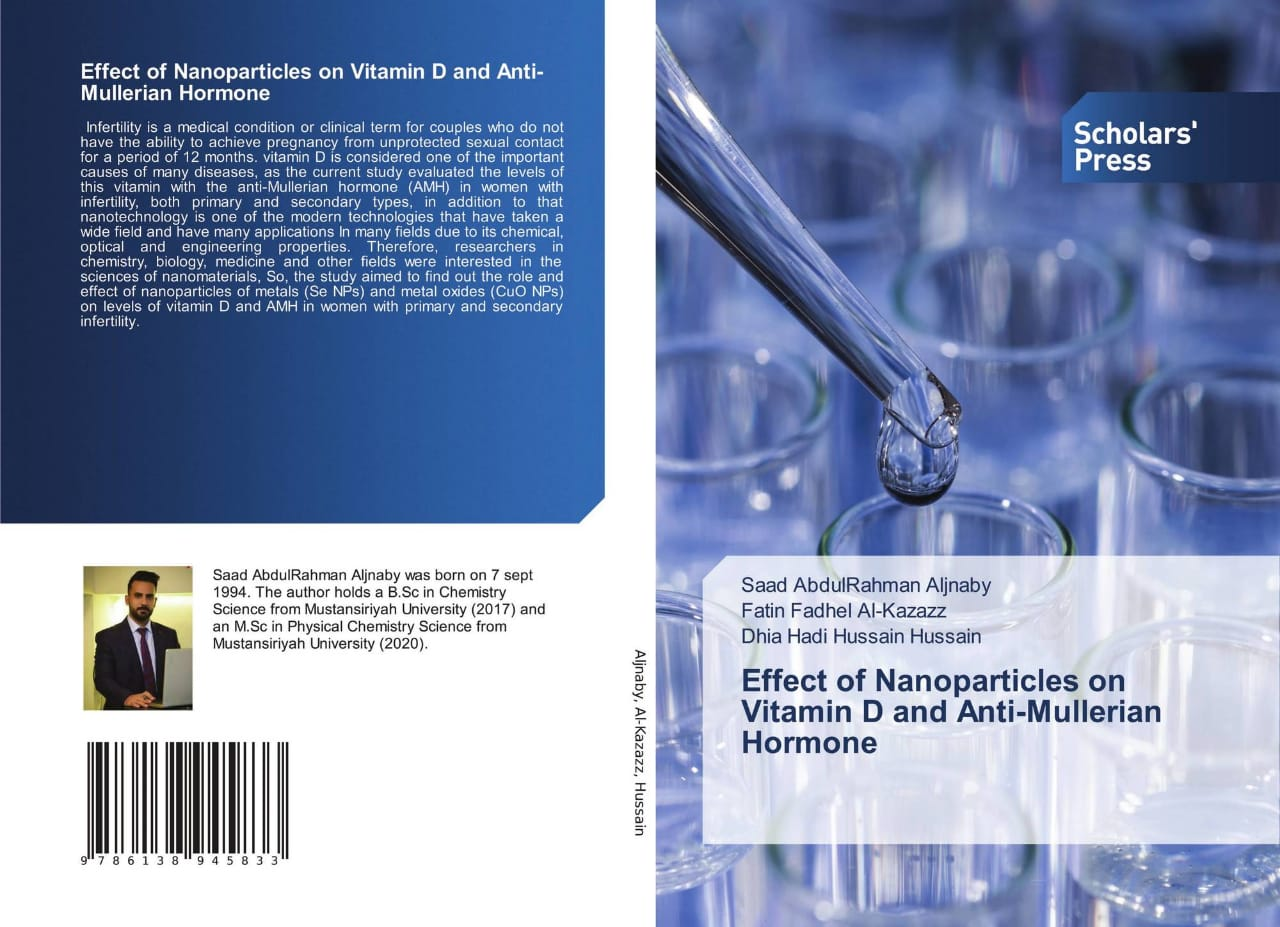 Effect of Nanoparticles on Vitamin D and Anti-
Mullerian Hormone
Infertility is a medical condition or clinical term for couples who do not
have the ability to achieve pregnancy from unprotected sexual contact
for a period of 12 months. vitamin D is considered one of the important
causes of many diseases, as the current study evaluated the levels of
this vitamin with the anti-Mullerian hormone (AMH) in women with
infertility, both primary and secondary types, in addition to that
nanotechnology is one of the modern technologies that have taken a
wide field and have many applications In many fields due to its chemical,
optical and engineering properties. Therefore, researchers in
chemistry, biology, medicine and other fields were interested in the
sciences of nanomaterials, So, the study aimed to find out the role and
effect of nanoparticles of metals (Se NPs) and metal oxides (CuO NPs)
on levels of vitamin D and AMH in women with primary and secondary
infertility.
Saad AbdulRahman Aljnaby was born on 7 sept
1994. The author holds a B.Sc in Chemistry
Science from Mustansiriyah University (2017) and
an M.Sc in Physical Chemistry Science from
Mustansiriyah University (2020).
9 786138 945833
Aljnaby, Al-Kazazz, Hussain
Scholars'
Press
Saad AbdulRahman Aljnaby
Fatin Fadhel Al-Kazazz
Dhia Hadi Hussain Hussain
Effect of Nanoparticles on
Vitamin D and Anti-Mullerian
Hormone